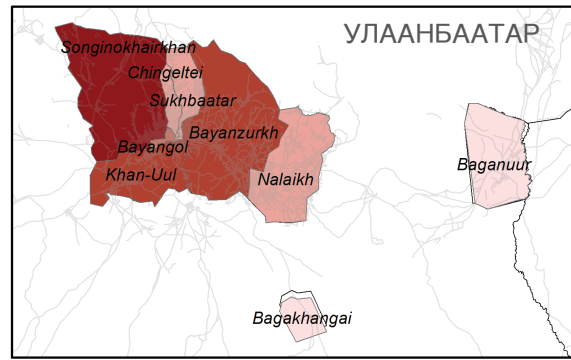 УЛААНБААТАР
Songinokhairkhan
Chingeltei
Sukhbaatar
Bayanzurkh
Bayangol
Khan-Uul
Nalaikh
Baganuur
Bagakhangai